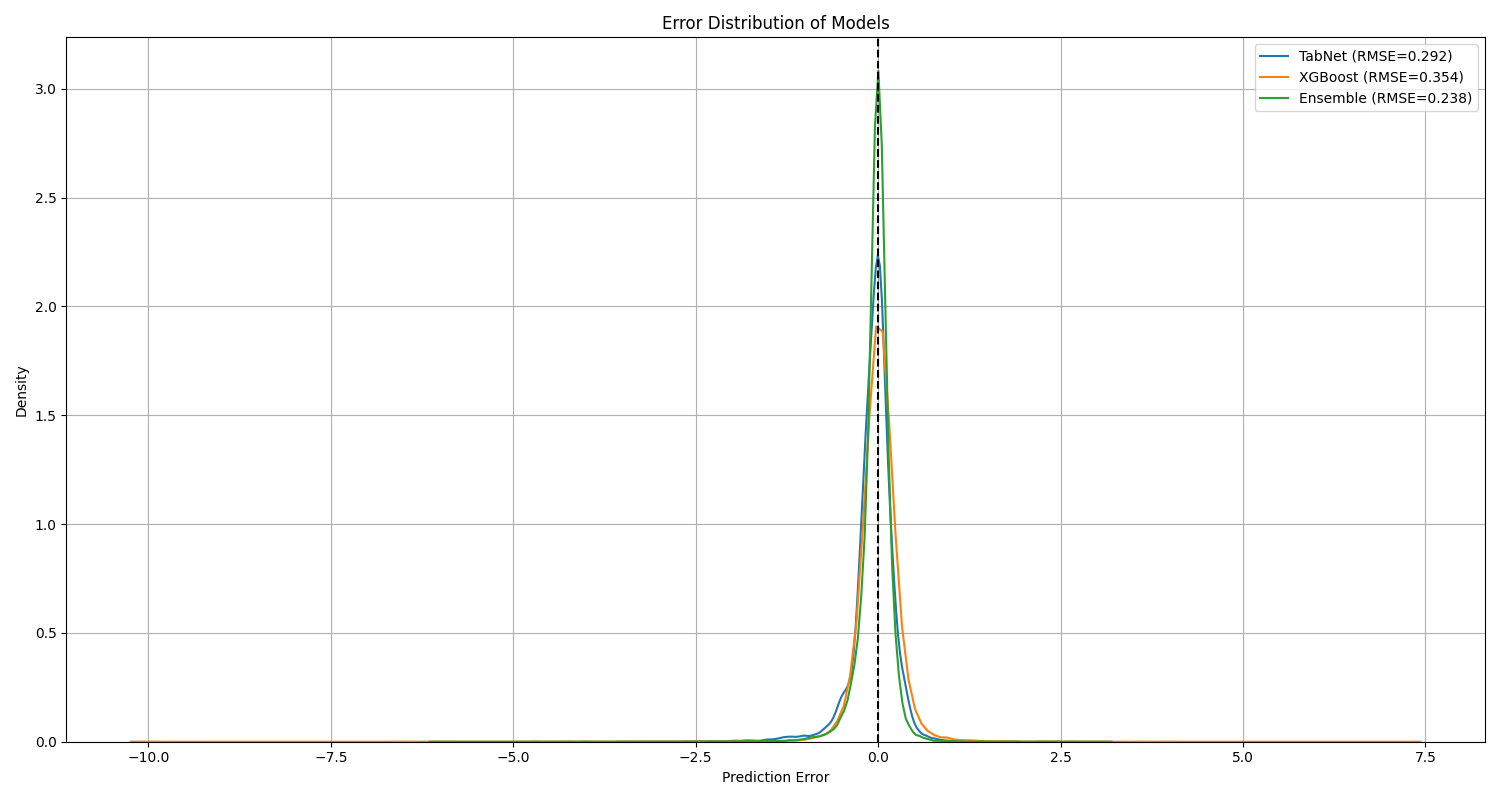 Error Distribution of Models
TabNet (RMSE=0.292)
XGBoost (RMSE=0.354)
Ensemble (RMSE=0.238)
Density
3.0
2.5
2.0
1.5
1.0
0.5
0.0
−10.0 −7.5 −5.0 −2.5 0.0 2.5 5.0 7.5
Prediction Error